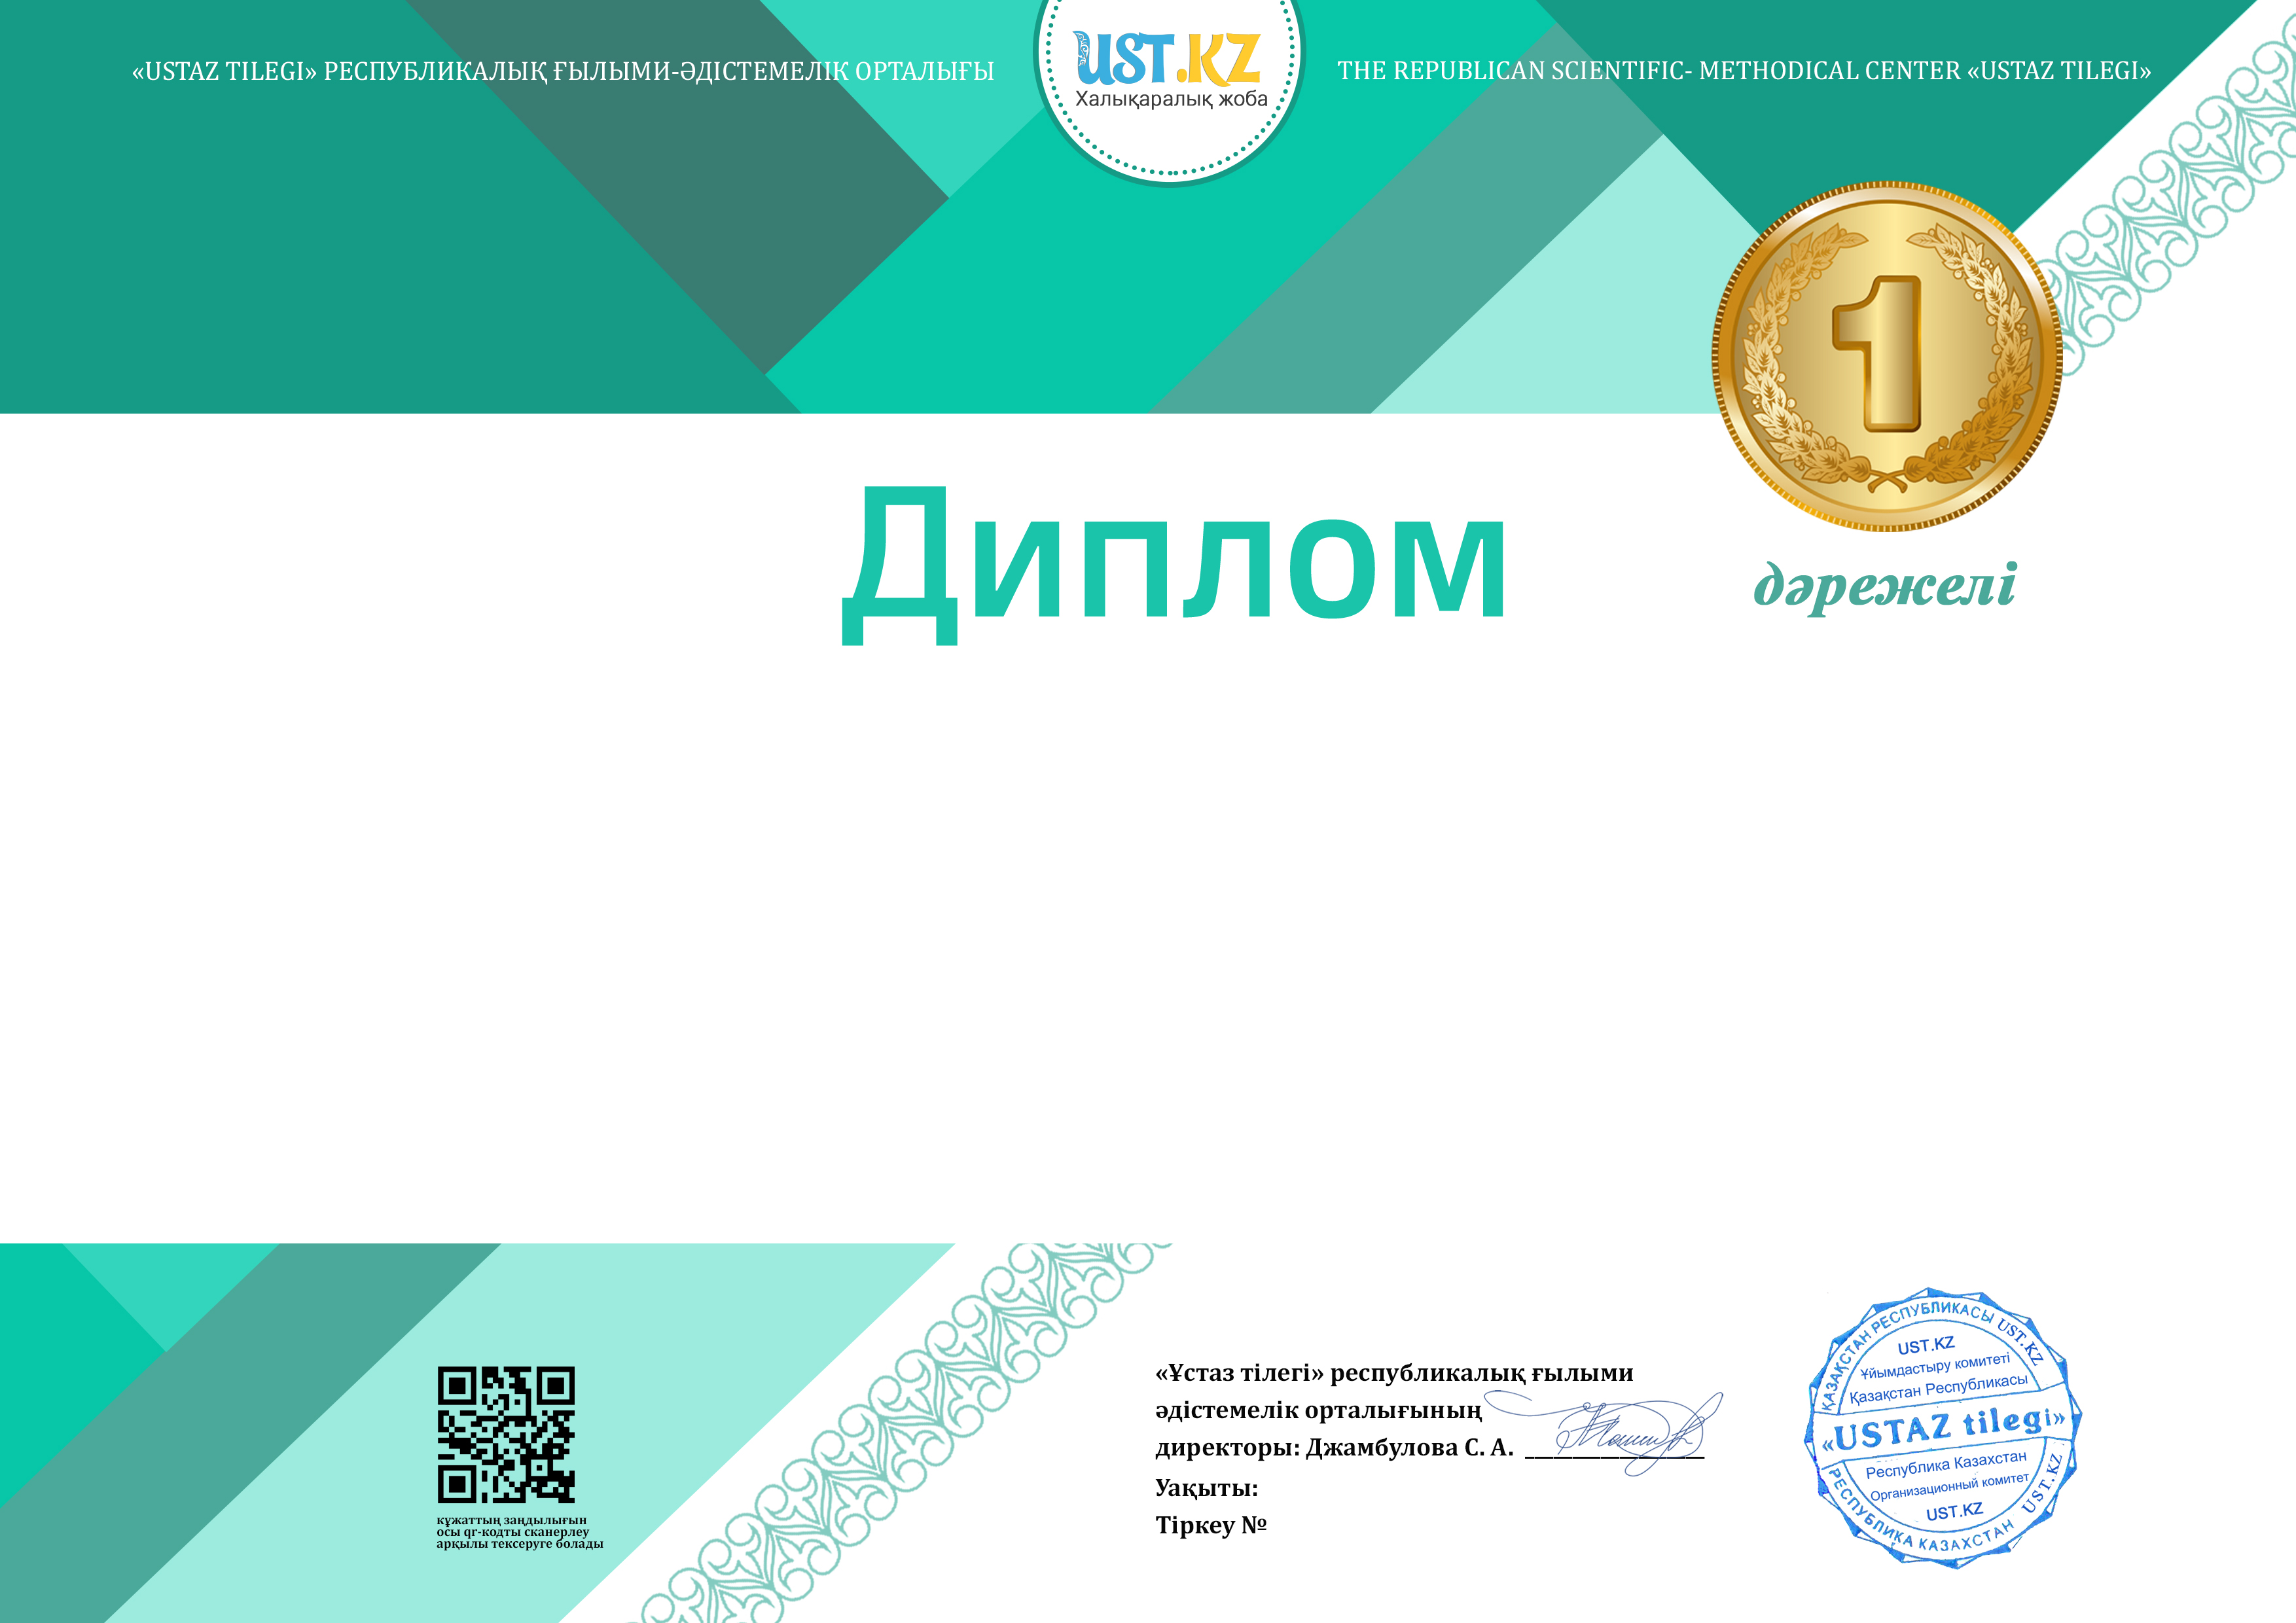 «USTAZ TILEGI» РЕСПУБЛИКАЛЫҚ ҒЫЛЫМИ-ӘДІСТЕМЕЛІК ОРТАЛЫҒЫ
UST.KZ
Халықаралық жоба
THE REPUBLICAN SCIENTIFIC- METHODICAL CENTER «USTAZ TILEGI»
1
Диплом
дәрежелі
құжаттың заңдылығын
осы qr-кодты сканерлеу
арқылы тексеруге болады
«Ұстаз тілегі» республикалық ғылыми
әдістемелік орталығының
директоры: Джамбулова С. А.
Уақыты:
Тіркеу №
ҚАЗАҚСТАН РЕСПУБЛИКАСЫ UST.KZ
UST.KZ
Ұйымдастыру комитеті
Қазақстан Республикасы
«USTAZ tilegi»
Республика Казахстан
Организационный комитет
UST.KZ
РЕСПУБЛИКА КАЗАХСТАН UST.KZ